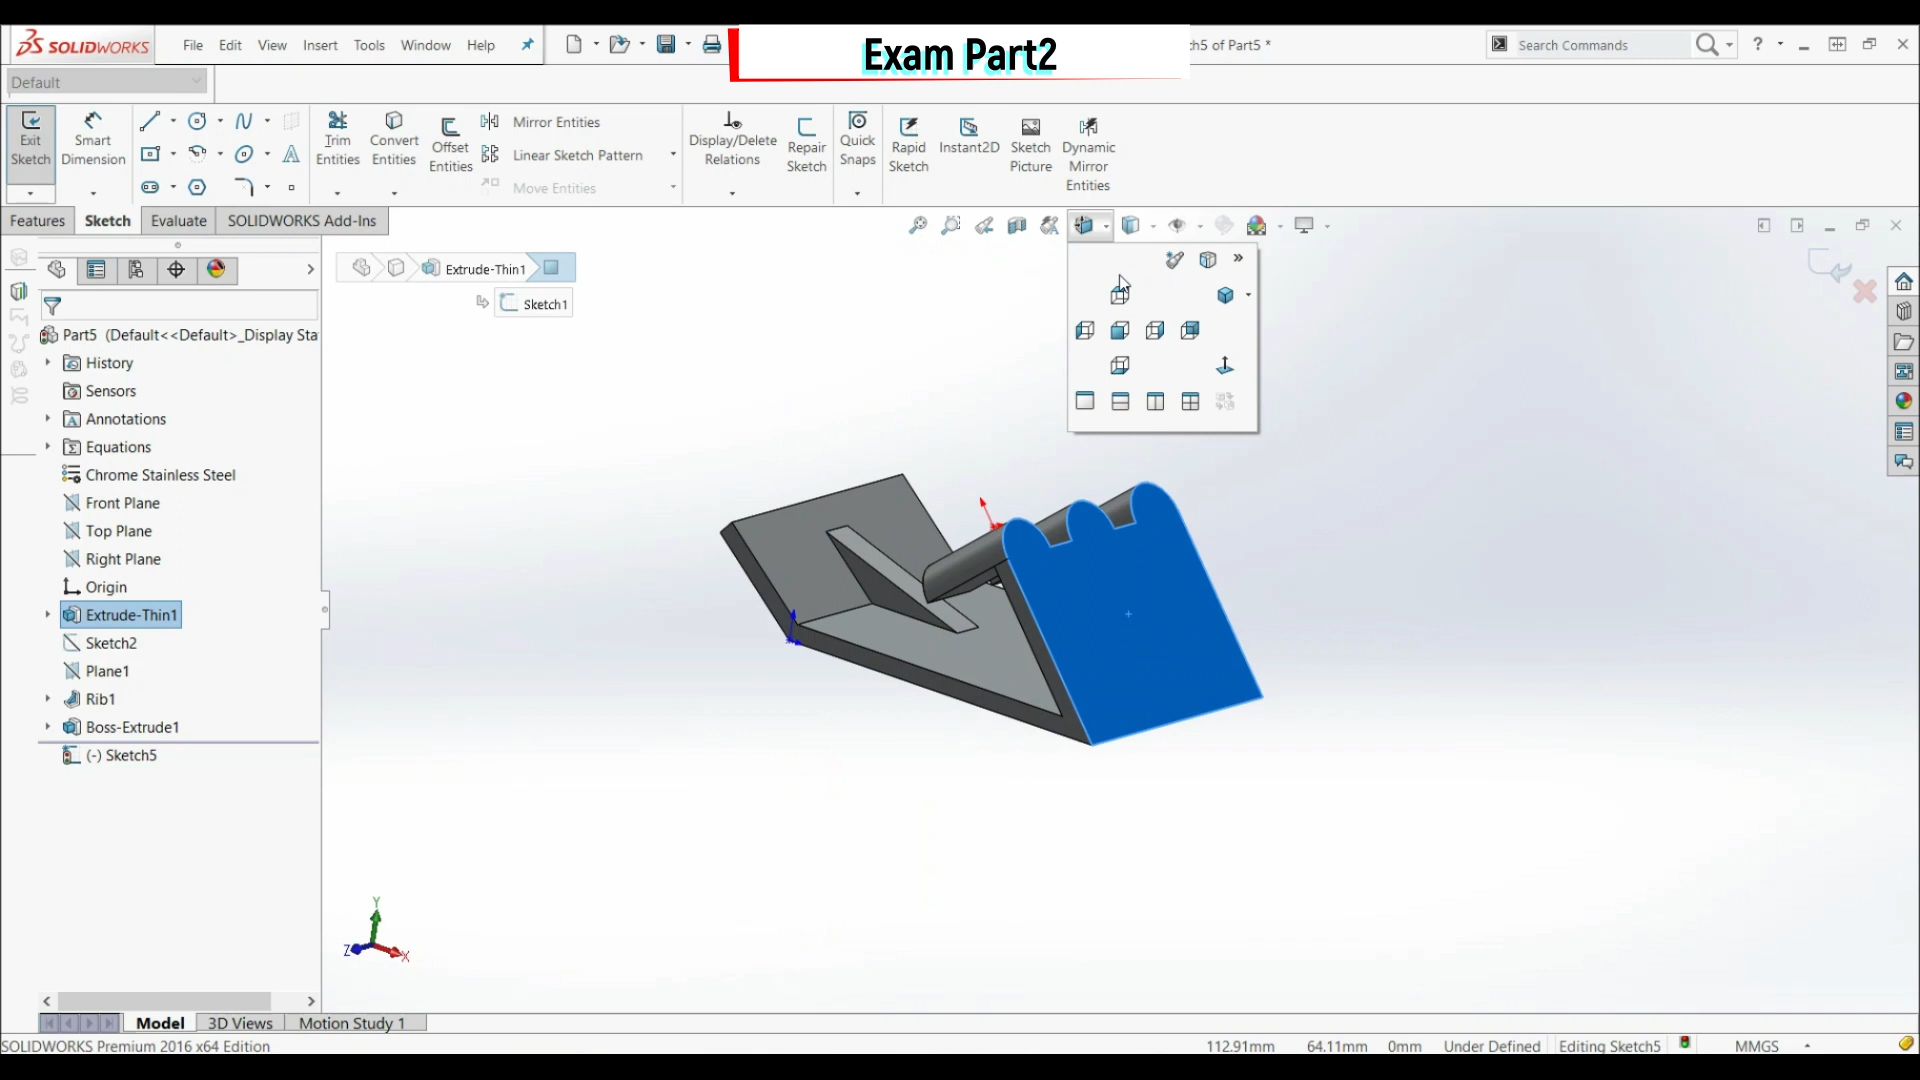 SOLIDWORKS
File Edit View Insert Tools Window Help
Exam Part2
h5 of Part5 *
Search Commands
?
Default
Exit Sketch
Smart Dimension
Trim Entities
Convert Entities
Offset Entities
Mirror Entities
Linear Sketch Pattern
Move Entities
Display/Delete Relations
Repair Sketch
Quick Snaps
Rapid Sketch
Instant2D
Sketch Picture
Dynamic Mirror Entities
Features Sketch Evaluate SOLIDWORKS Add-Ins
Extrude-Thin1
Sketch1
Part5 (Default<<Default>_Display Sta
History
Sensors
Annotations
Equations
Chrome Stainless Steel
Front Plane
Top Plane
Right Plane
Origin
Extrude-Thin1
Sketch2
Plane1
Rib1
Boss-Extrude1
(-) Sketch5
Y
Z X
Model 3D Views Motion Study 1
SOLIDWORKS Premium 2016 x64 Edition
112.91mm 64.11mm 0mm Under Defined Editing Sketch5 MMGS